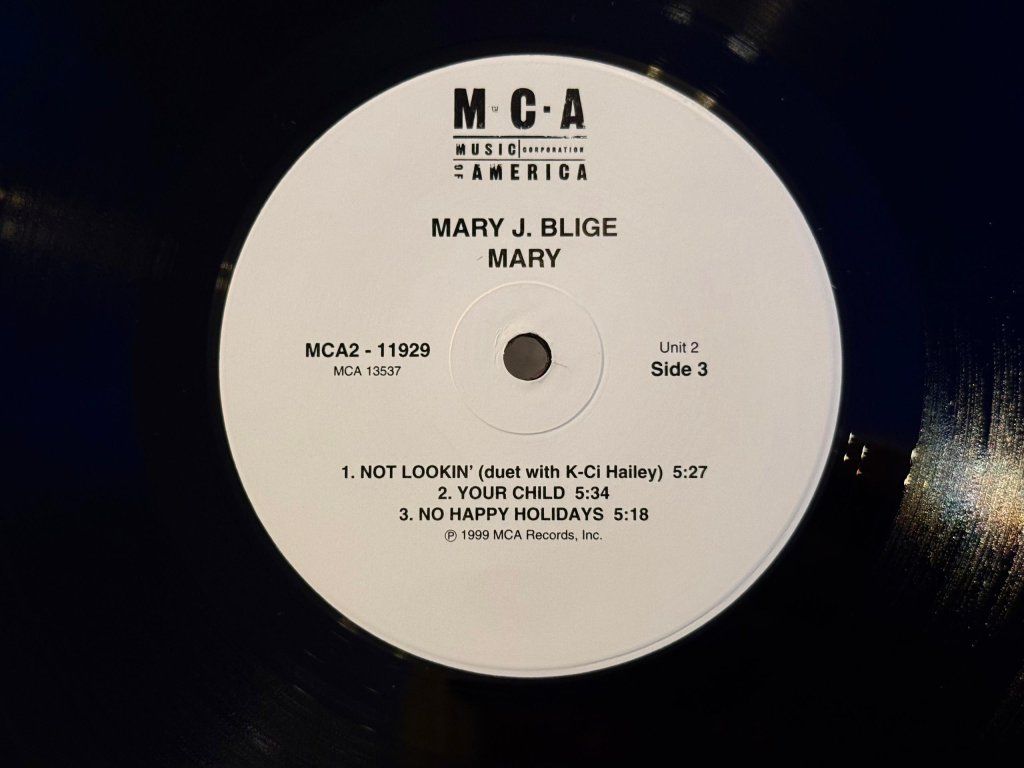 M·C·A
MUSIC CORPORATION
OF AMERICA
MARY J. BLIGE
MARY
MCA2 - 11929
MCA 13537
Unit 2
Side 3
1. NOT LOOKIN' (duet with K-Ci Hailey) 5:27
2. YOUR CHILD 5:34
3. NO HAPPY HOLIDAYS 5:18
℗ 1999 MCA Records, Inc.